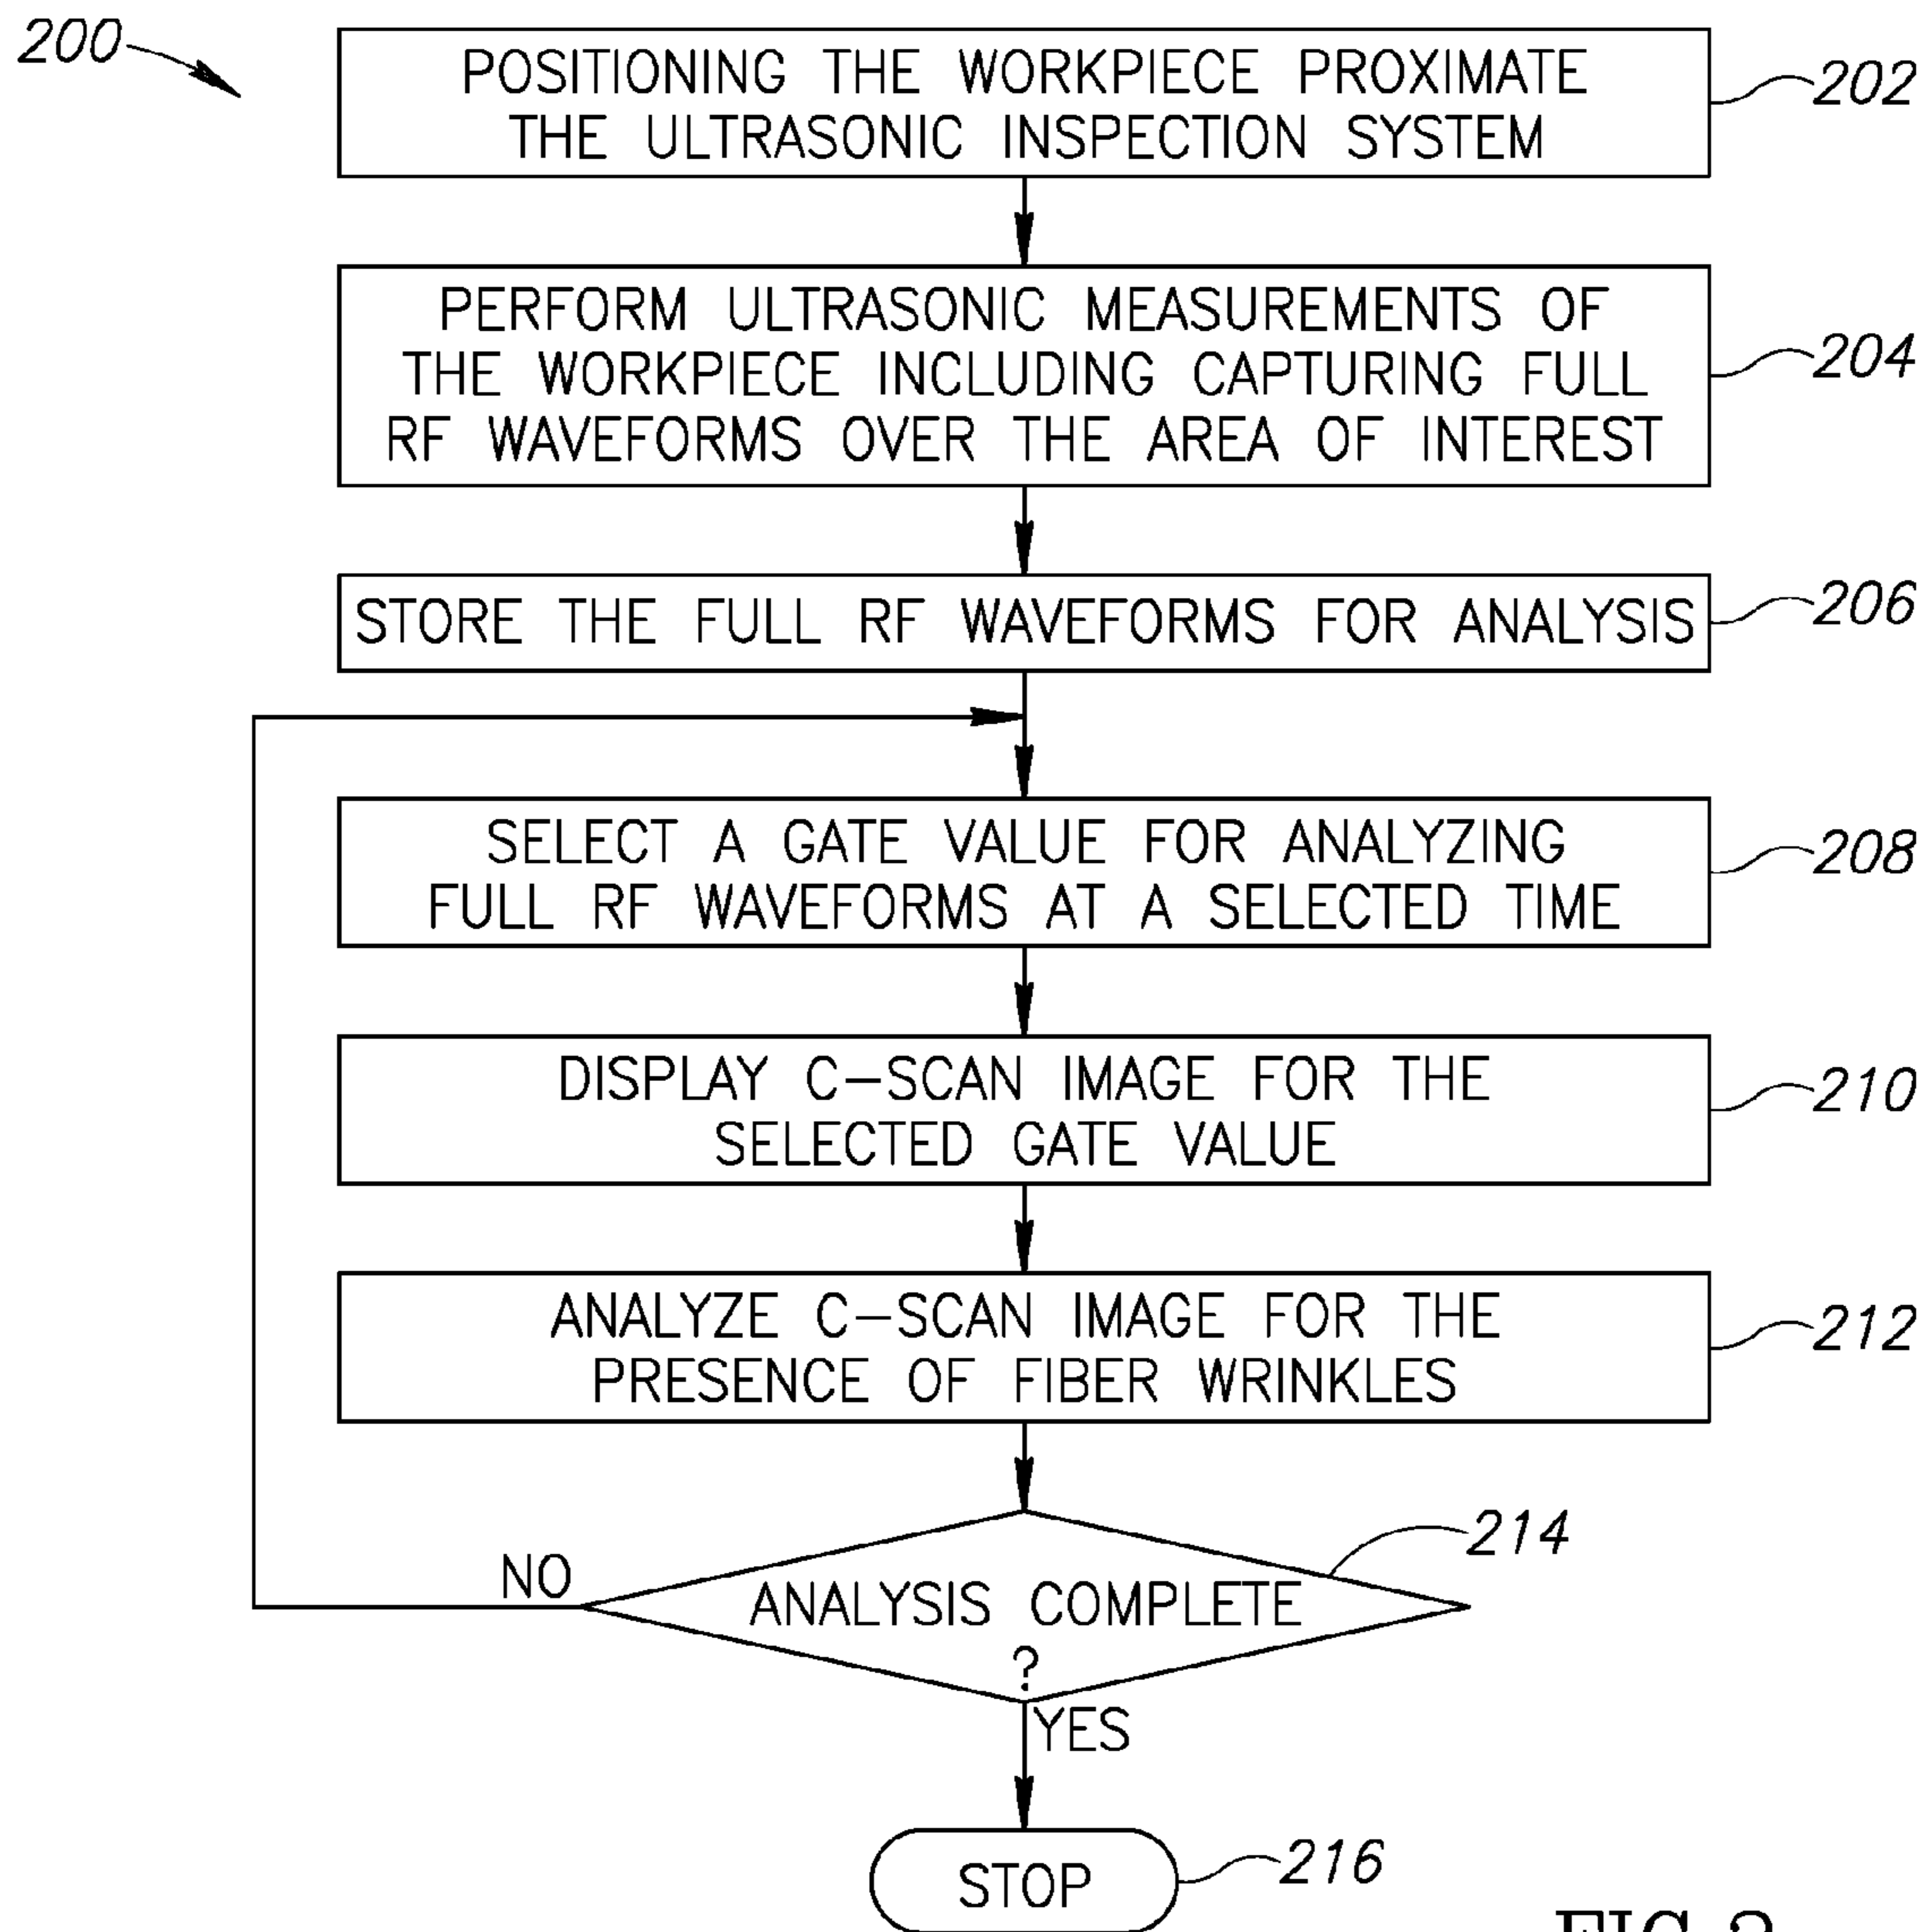 200
POSITIONING THE WORKPIECE PROXIMATE
THE ULTRASONIC INSPECTION SYSTEM
202
PERFORM ULTRASONIC MEASUREMENTS OF
THE WORKPIECE INCLUDING CAPTURING FULL
RF WAVEFORMS OVER THE AREA OF INTEREST
204
STORE THE FULL RF WAVEFORMS FOR ANALYSIS
206
SELECT A GATE VALUE FOR ANALYZING
FULL RF WAVEFORMS AT A SELECTED TIME
208
DISPLAY C-SCAN IMAGE FOR THE
SELECTED GATE VALUE
210
ANALYZE C-SCAN IMAGE FOR THE
PRESENCE OF FIBER WRINKLES
212
214
NO
ANALYSIS COMPLETE
?
YES
STOP
216